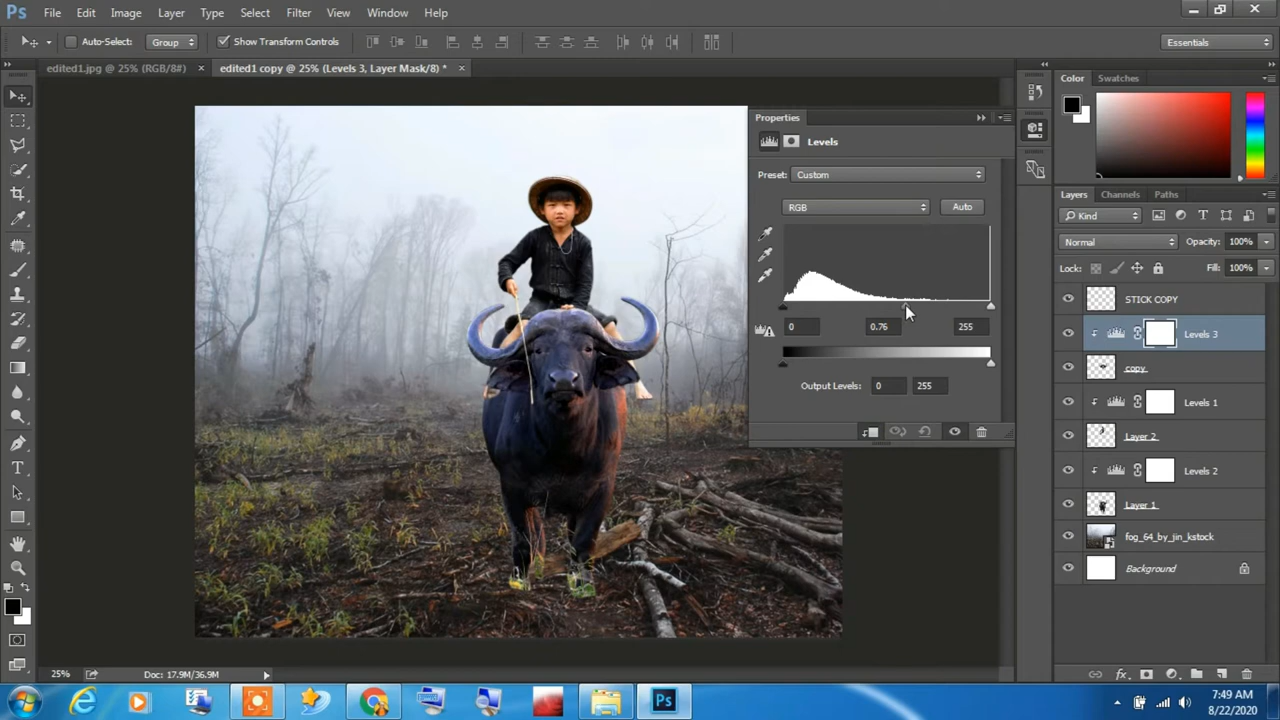 Ps File Edit Image Layer Type Select Filter View Window Help
Auto-Select: Group Show Transform Controls Essentials
edited1.jpg @ 25% (RGB/8#) × edited1 copy @ 25% (Levels 3, Layer Mask/8) * ×
Color Swatches
Properties
Levels
Preset: Custom
RGB Auto
0 0.76 255
Output Levels: 0 255
Layers Channels Paths
Kind
Normal Opacity: 100%
Lock: Fill: 100%
STICK COPY
Levels 3
copy
Levels 1
Layer 2
Levels 2
Layer 1
fog_64_by_jin_kstock
Background
25% Doc: 17.9M/36.9M
Ps
7:49 AM
8/22/2020